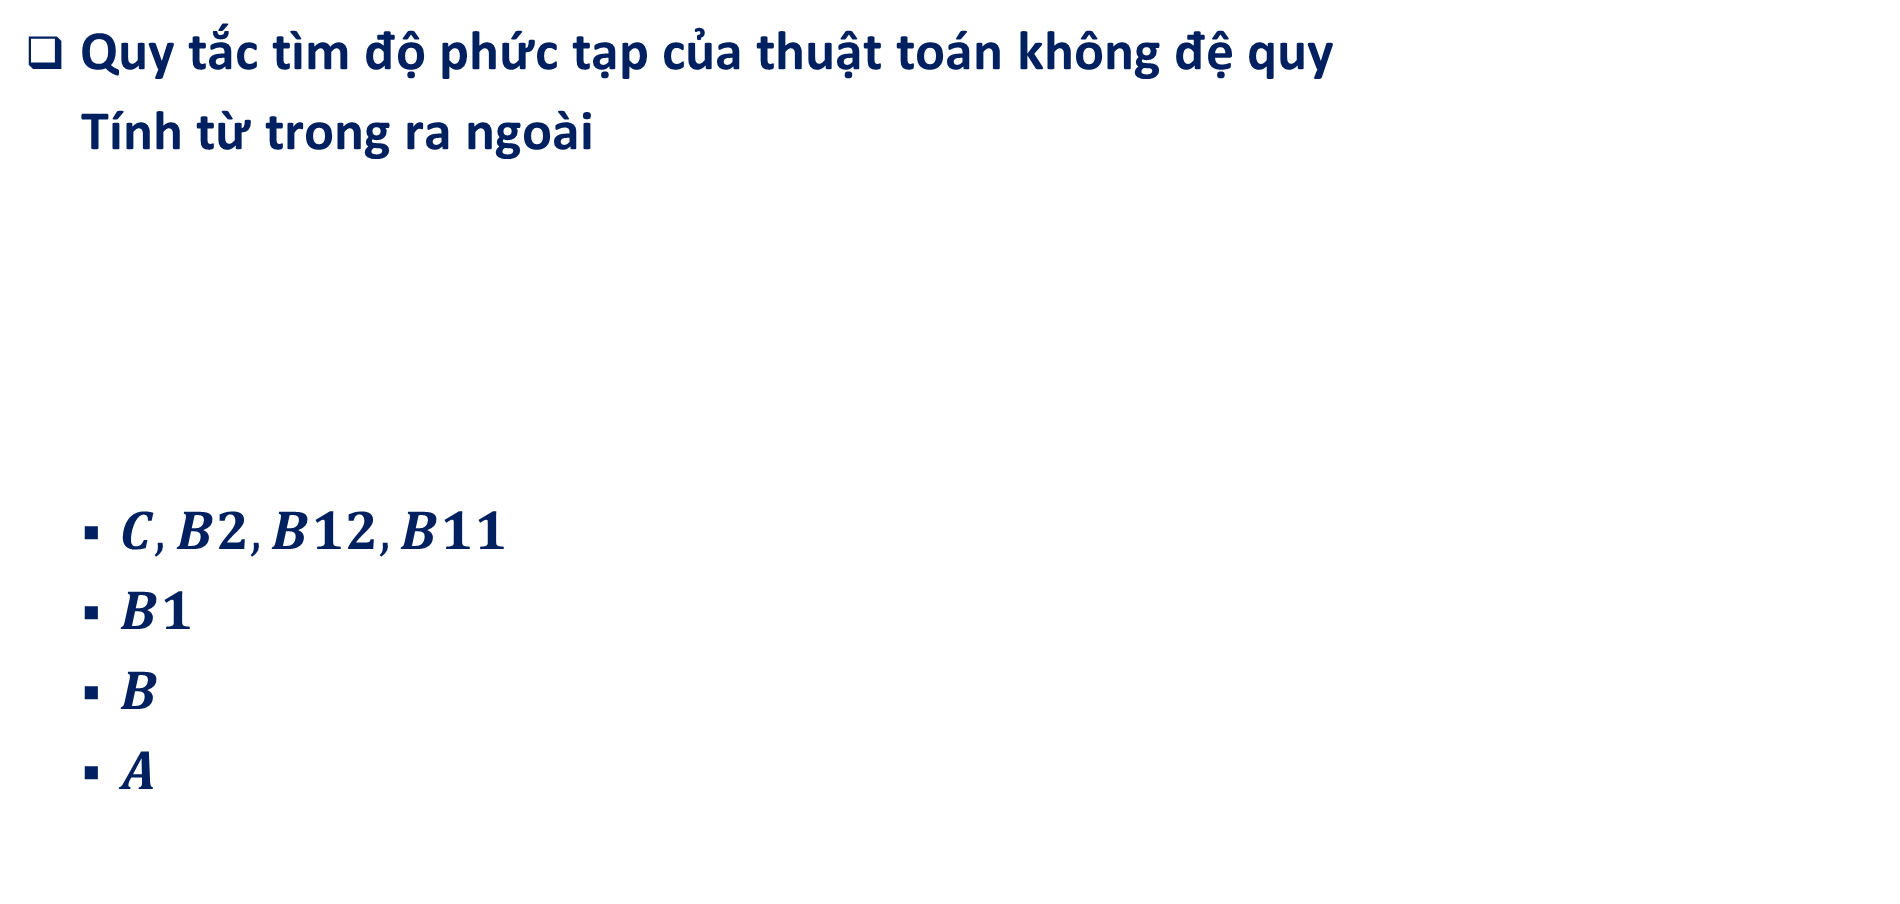 ❑ Quy tắc tìm độ phức tạp của thuật toán không đệ quy
Tính từ trong ra ngoài
▪ C, B2, B12, B11
▪ B1
▪ B
▪ A